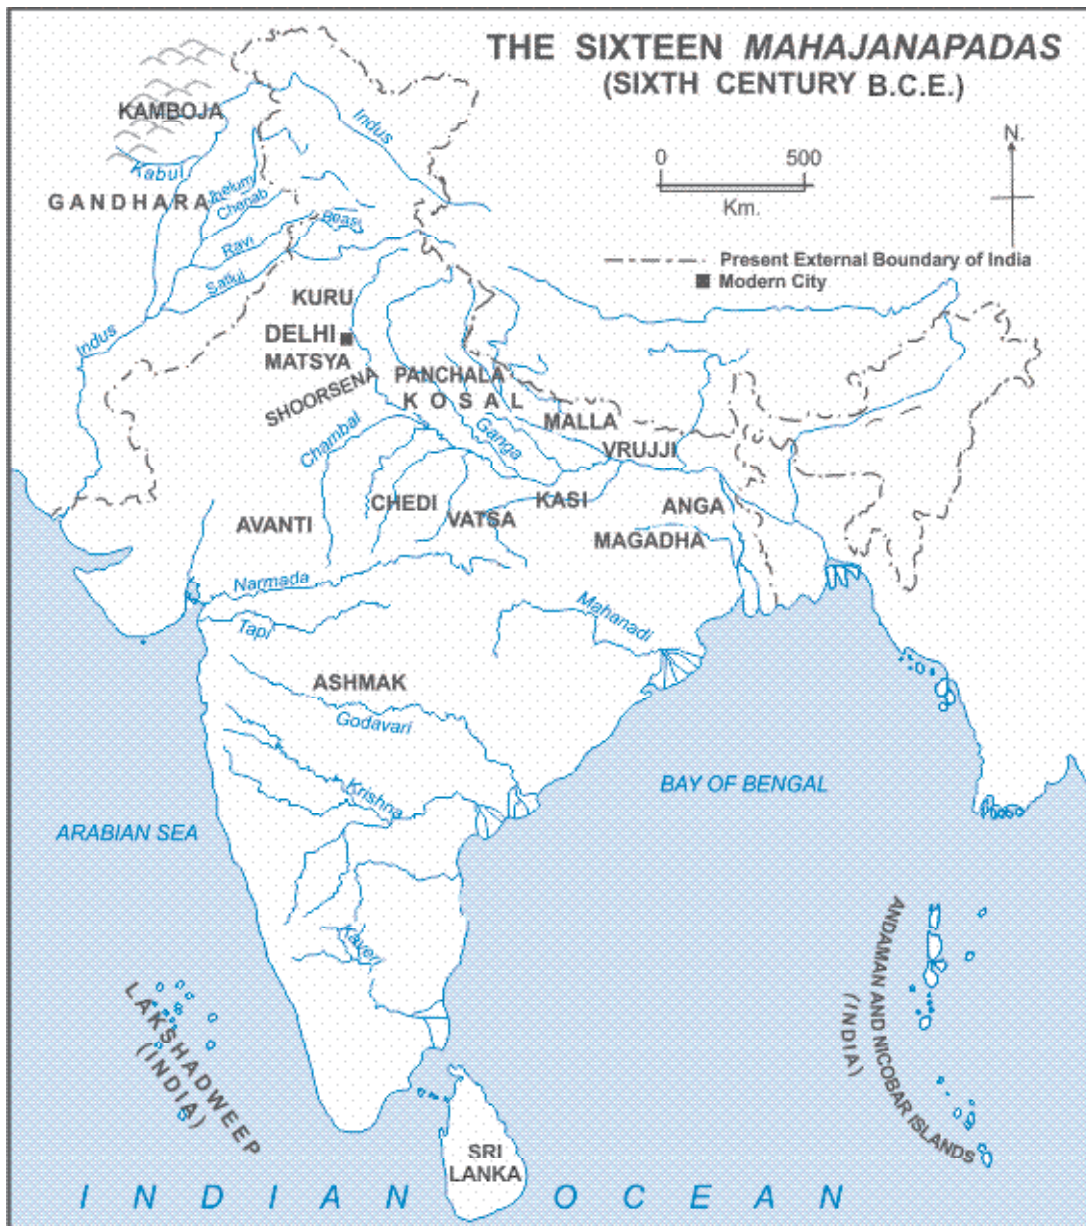 THE SIXTEEN MAHAJANAPADAS
(SIXTH CENTURY B.C.E.)
N.
0 500
Km.
Present External Boundary of India
Modern City
KAMBOJA
Indus
Kabul
GANDHARA
Jhelum
Chenab
Beas
Ravi
Satluj
KURU
Indus
DELHI
MATSYA
PANCHALA
SHOORSENA
KOSAL
Chambal
Ganga
MALLA
VRUJJI
CHEDI
KASI
ANGA
AVANTI
VATSA
MAGADHA
Narmada
Mahanadi
Tapi
ASHMAK
Godavari
Krishna
BAY OF BENGAL
ARABIAN SEA
Kaveri
ANDAMAN AND NICOBAR ISLANDS
(INDIA)
LAKSHADWEEP
(INDIA)
SRI
LANKA
INDIAN OCEAN